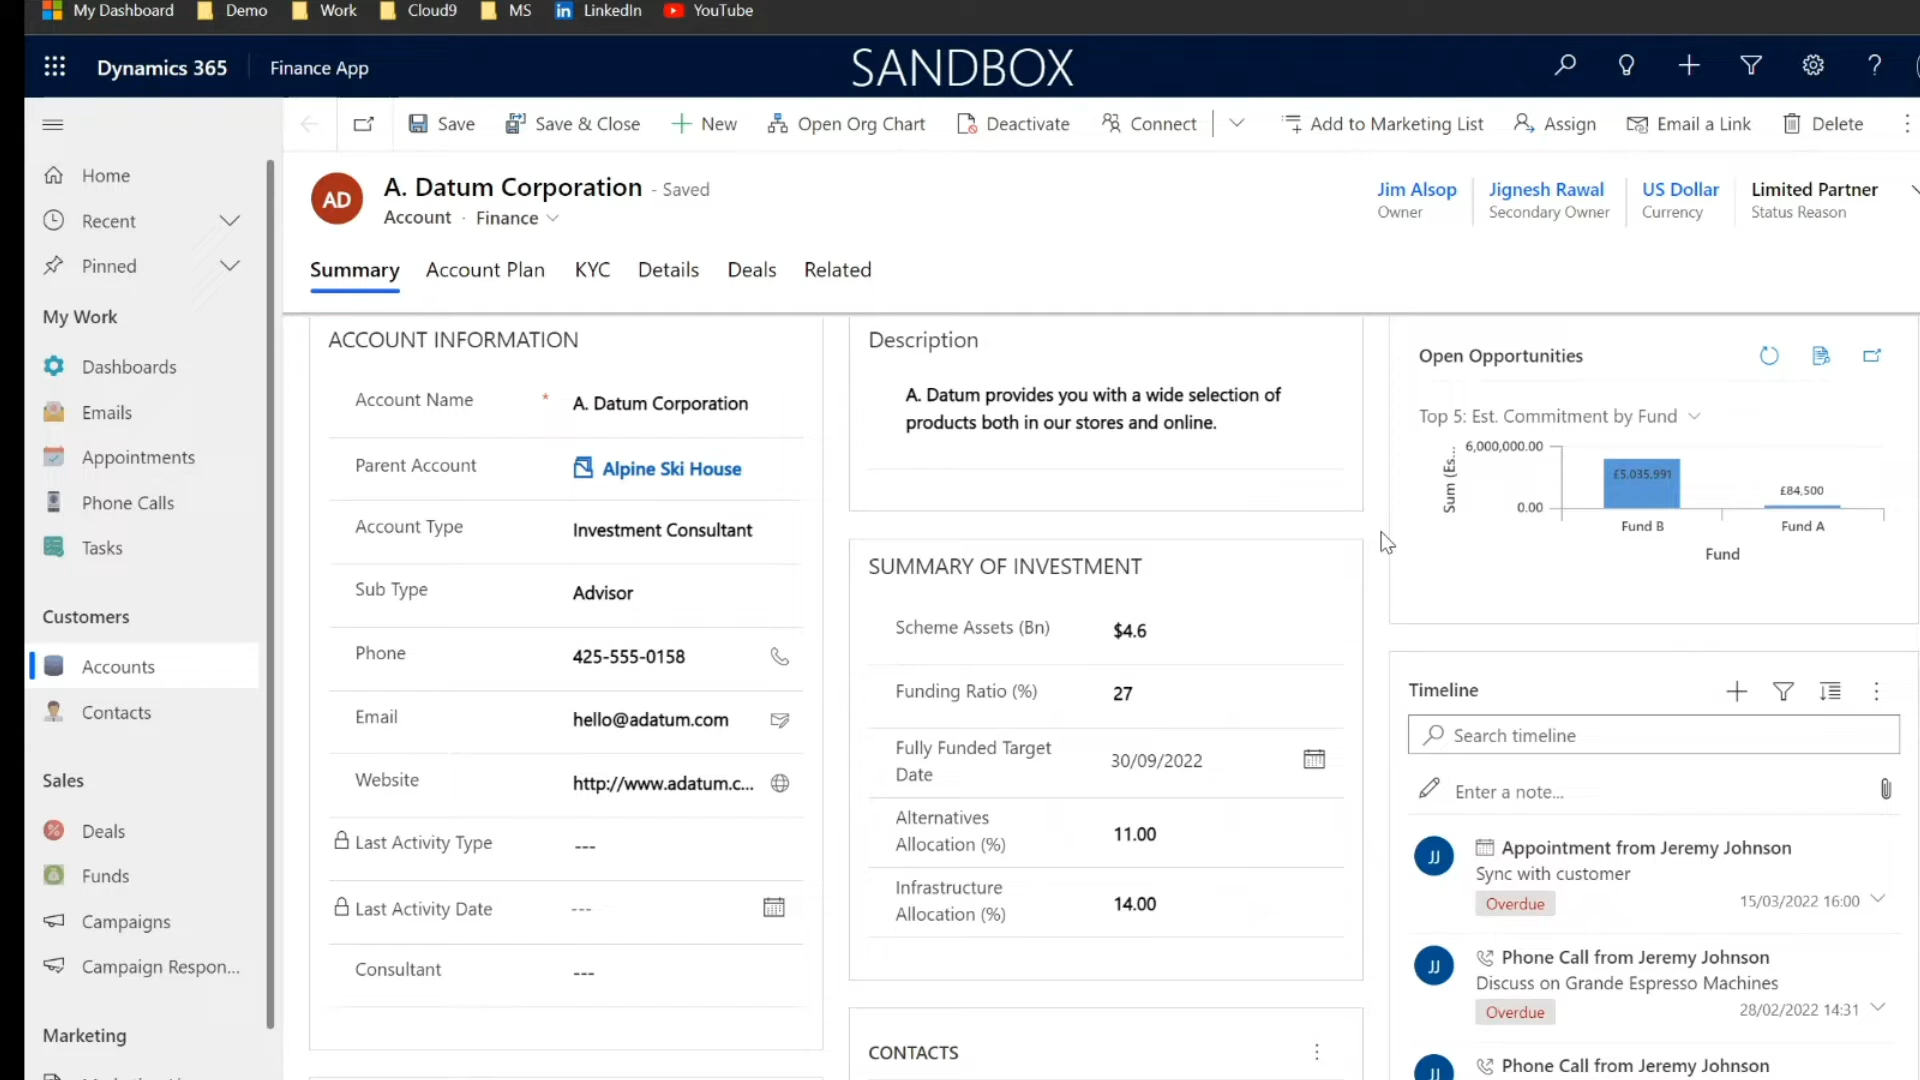 My Dashboard Demo Work Cloud9 MS LinkedIn YouTube
Dynamics 365 Finance App SANDBOX
Save Save & Close New Open Org Chart Deactivate Connect Add to Marketing List Assign Email a Link Delete
Home
Recent
Pinned
My Work
Dashboards
Emails
Appointments
Phone Calls
Tasks
Customers
Accounts
Contacts
Sales
Deals
Funds
Campaigns
Campaign Respon...
Marketing
AD
A. Datum Corporation - Saved
Account · Finance
Jim Alsop
Owner
Jignesh Rawal
Secondary Owner
US Dollar
Currency
Limited Partner
Status Reason
Summary Account Plan KYC Details Deals Related
ACCOUNT INFORMATION
Account Name * A. Datum Corporation
Parent Account Alpine Ski House
Account Type Investment Consultant
Sub Type Advisor
Phone 425-555-0158
Email hello@adatum.com
Website http://www.adatum.c...
Last Activity Type ---
Last Activity Date ---
Consultant ---
Description
A. Datum provides you with a wide selection of
products both in our stores and online.
SUMMARY OF INVESTMENT
Scheme Assets (Bn) $4.6
Funding Ratio (%) 27
Fully Funded Target
Date
30/09/2022
Alternatives
Allocation (%)
11.00
Infrastructure
Allocation (%)
14.00
CONTACTS
Open Opportunities
Top 5: Est. Commitment by Fund
Sum (Es...
6,000,000.00
0.00
£5,035,991
£84,500
Fund B Fund A
Fund
Timeline
Search timeline
Enter a note...
JJ
Appointment from Jeremy Johnson
Sync with customer
Overdue 15/03/2022 16:00
JJ
Phone Call from Jeremy Johnson
Discuss on Grande Espresso Machines
Overdue 28/02/2022 14:31
JJ
Phone Call from Jeremy Johnson